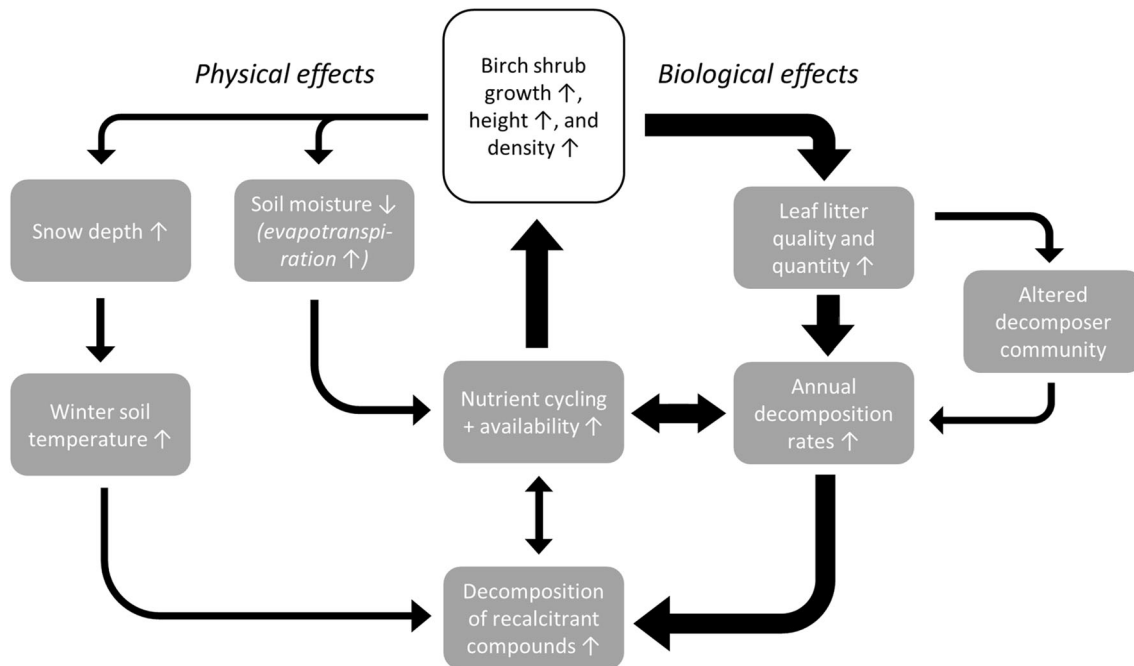 Physical effects
Birch shrub
growth ↑,
height ↑, and
density ↑
Biological effects
Snow depth ↑
Soil moisture ↓
(evapotranspi-
ration ↑)
Leaf litter
quality and
quantity ↑
Altered
decomposer
community
Winter soil
temperature ↑
Nutrient cycling
+ availability ↑
Annual
decomposition
rates ↑
Decomposition
of recalcitrant
compounds ↑